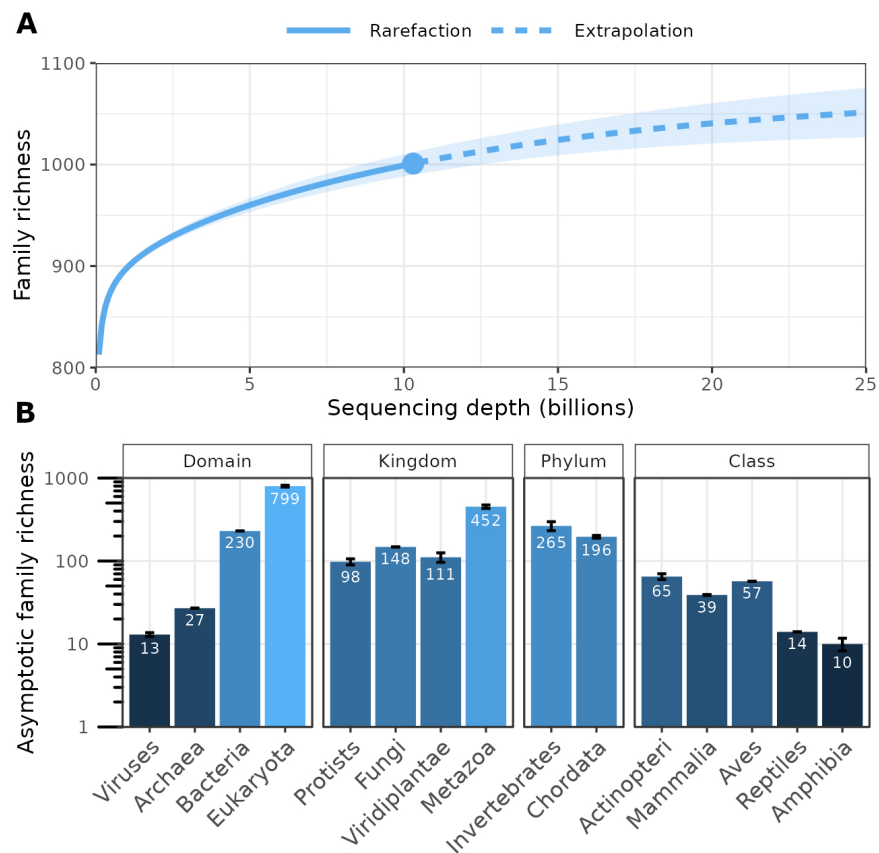 A
Rarefaction Extrapolation
Family richness
1100
1000
900
800
0 5 10 15 20 25
Sequencing depth (billions)
B
Asymptotic family richness
Domain Kingdom Phylum Class
1000
100
10
1
13 27 230 799 98 148 111 452 265 196 65 39 57 14 10
Viruses Archaea Bacteria Eukaryota Protists Fungi Viridiplantae Metazoa Invertebrates Chordata Actinopteri Mammalia Aves Reptiles Amphibia